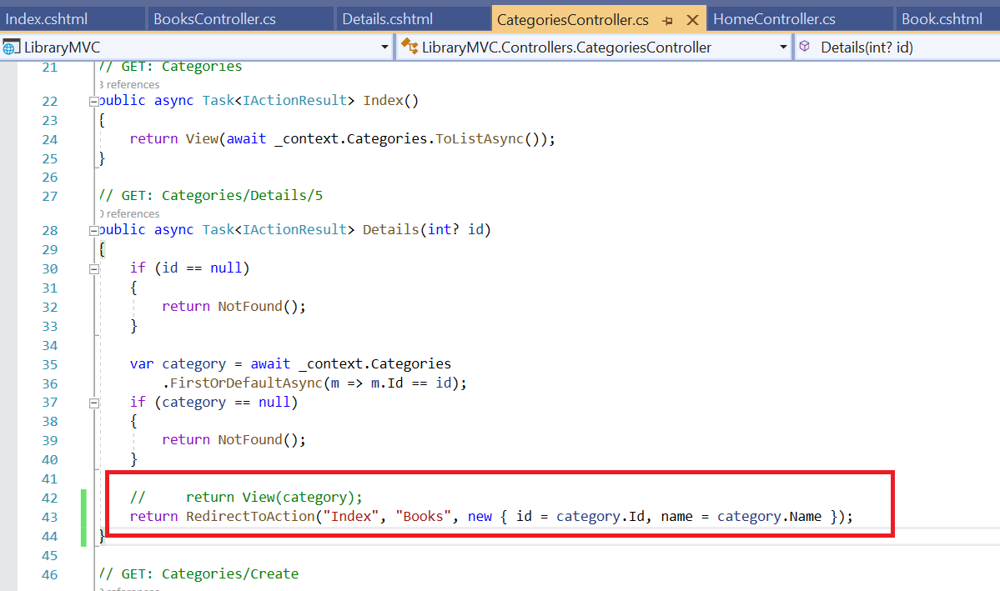 Index.cshtml BooksController.cs Details.cshtml CategoriesController.cs HomeController.cs Book.cshtml
LibraryMVC LibraryMVC.Controllers.CategoriesController Details(int? id)
21 // GET: Categories
3 references
22 public async Task<IActionResult> Index()
23 {
24 return View(await _context.Categories.ToListAsync());
25 }
26
27 // GET: Categories/Details/5
0 references
28 public async Task<IActionResult> Details(int? id)
29 {
30 if (id == null)
31 {
32 return NotFound();
33 }
34
35 var category = await _context.Categories
36 .FirstOrDefaultAsync(m => m.Id == id);
37 if (category == null)
38 {
39 return NotFound();
40 }
41
42 // return View(category);
43 return RedirectToAction("Index", "Books", new { id = category.Id, name = category.Name });
44 }
45
46 // GET: Categories/Create